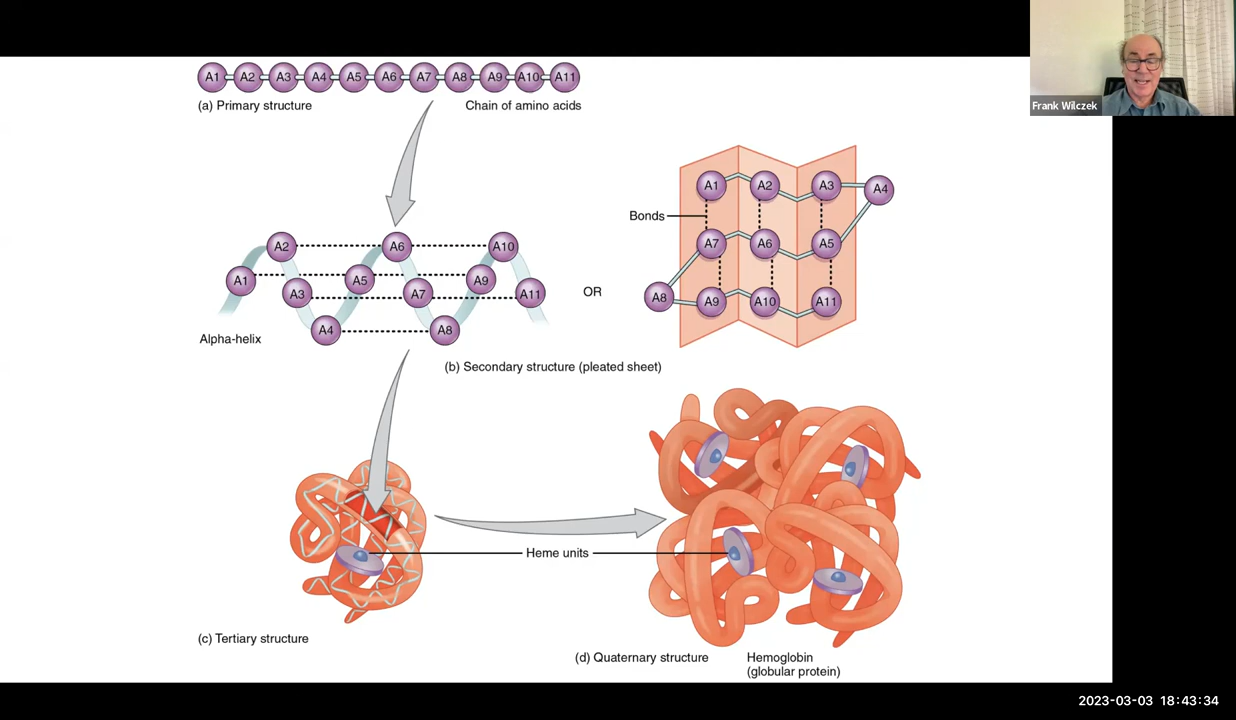 A1 A2 A3 A4 A5 A6 A7 A8 A9 A10 A11
(a) Primary structure
Chain of amino acids
Frank Wilczek
A2 A6 A10
A1 A5 A9
A3 A7 A11
A4 A8
Alpha-helix
OR
A1 A2 A3 A4
Bonds
A7 A6 A5
A8 A9 A10 A11
(b) Secondary structure (pleated sheet)
Heme units
(c) Tertiary structure
(d) Quaternary structure
Hemoglobin
(globular protein)
2023-03-03 18:43:34